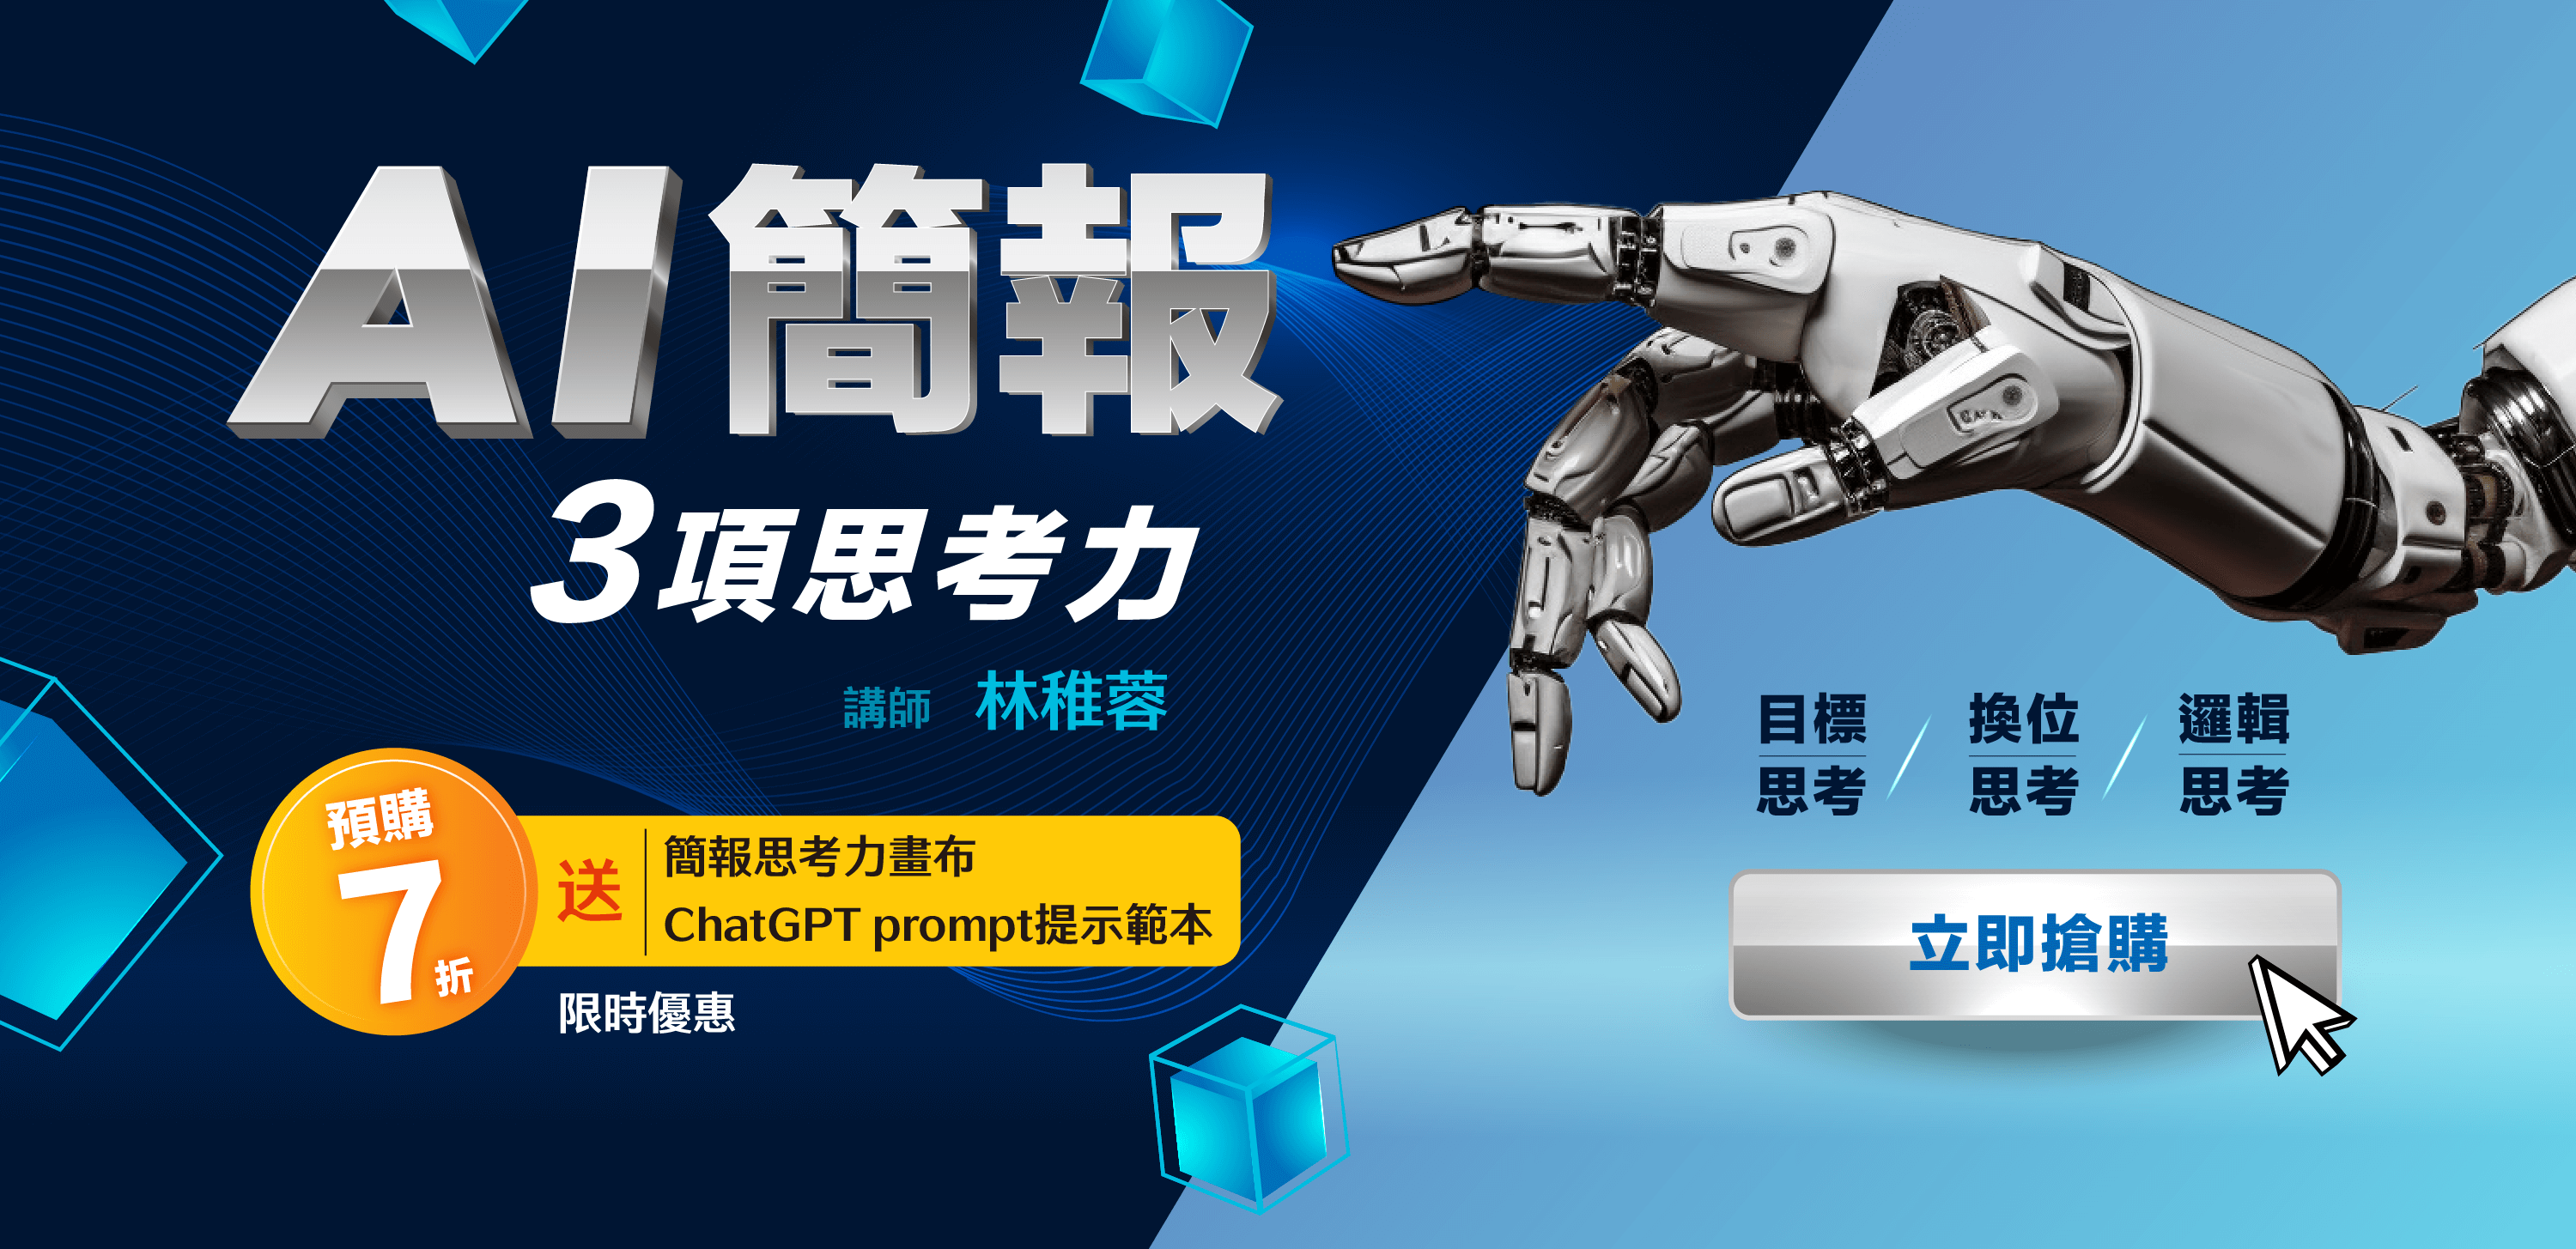 AI簡報
3項思考力
講師 林稚蓉
預購
7折
送
簡報思考力畫布
ChatGPT prompt提示範本
限時優惠
目標思考 / 換位思考 / 邏輯思考
立即搶購